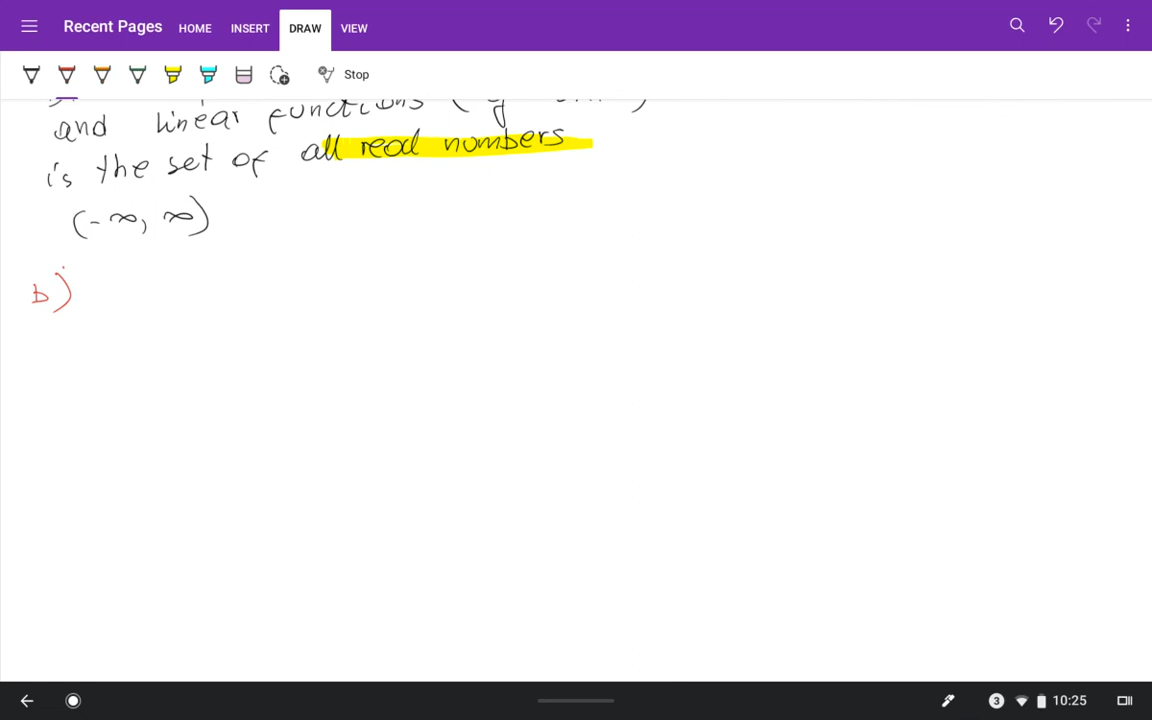 Recent Pages HOME INSERT DRAW VIEW
Stop
functions (
and linear
is the set of all real numbers
(-∞, ∞)
b)
3 10:25